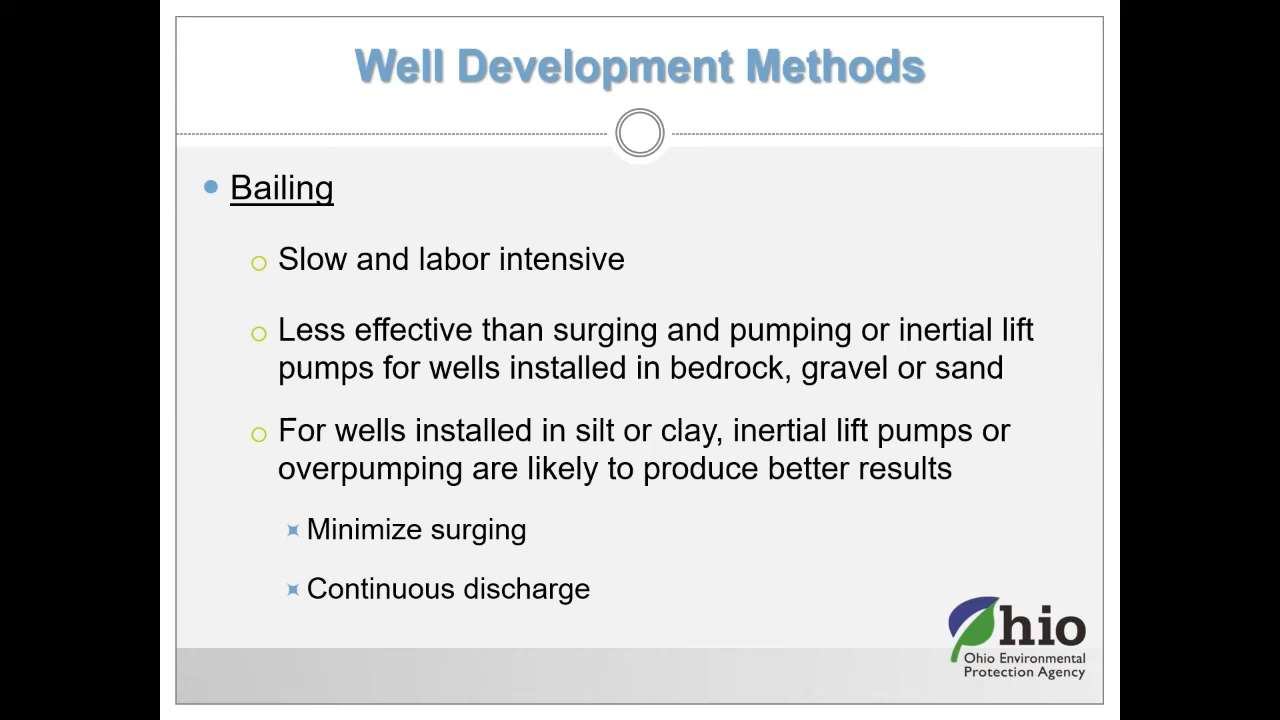 Well Development Methods
Bailing
Slow and labor intensive
Less effective than surging and pumping or inertial lift
pumps for wells installed in bedrock, gravel or sand
For wells installed in silt or clay, inertial lift pumps or
overpumping are likely to produce better results
Minimize surging
Continuous discharge
Ohio
Ohio Environmental
Protection Agency